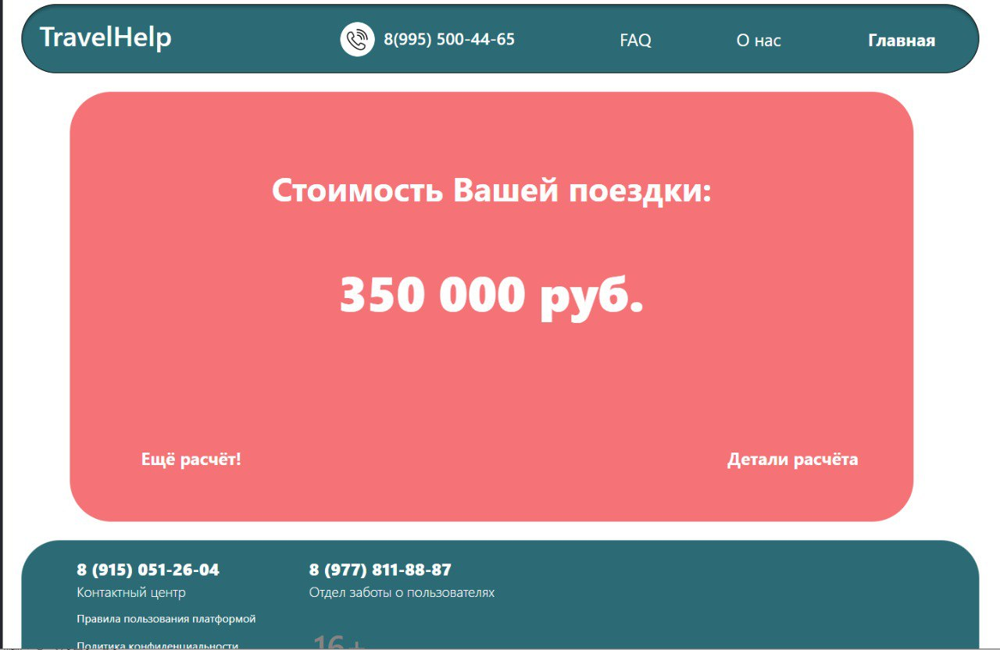 TravelHelp 8(995) 500-44-65 FAQ О нас Главная
Стоимость Вашей поездки:
350 000 руб.
Ещё расчёт! Детали расчёта
8 (915) 051-26-04 8 (977) 811-88-87
Контактный центр Отдел заботы о пользователях
Правила пользования платформой
Политика конфиденциальности 16+